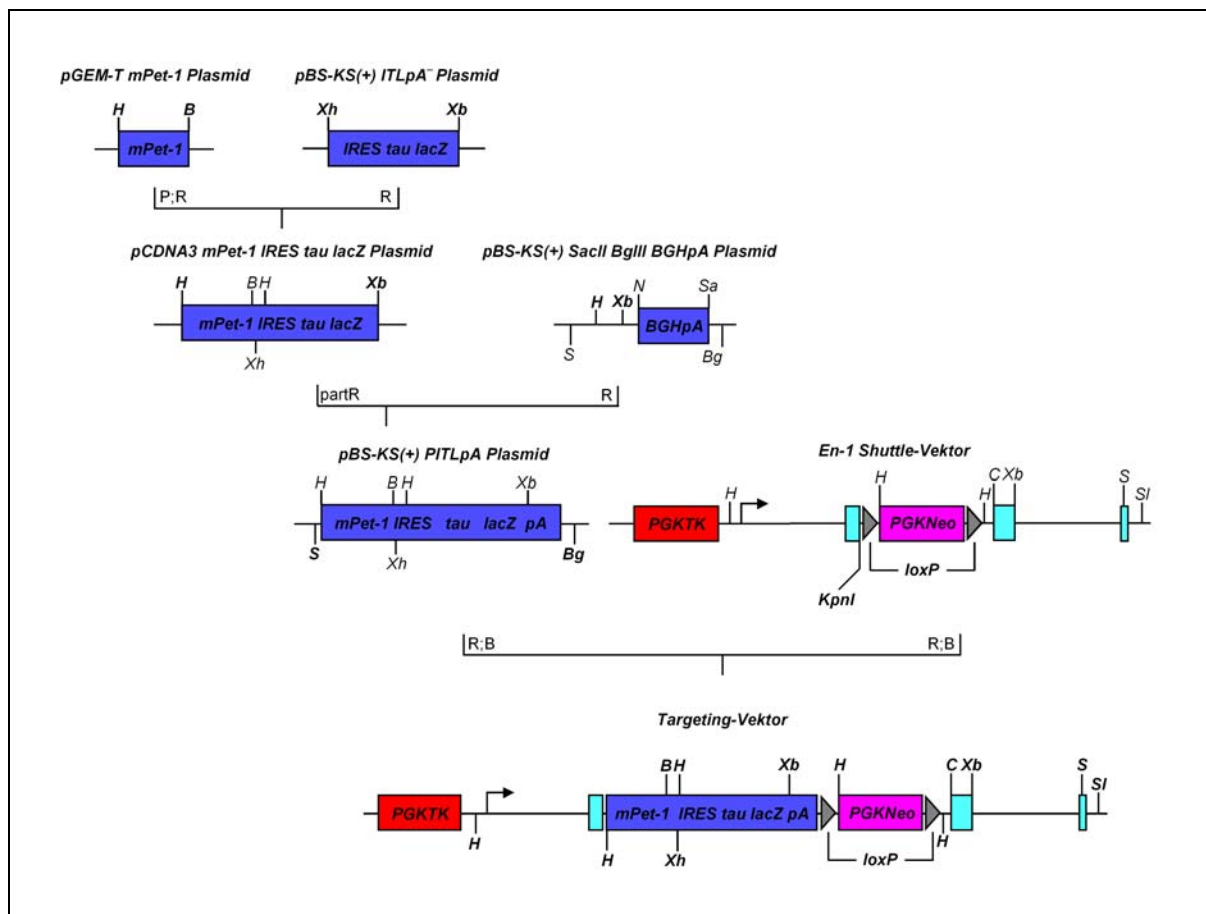 pGEM-T mPet-1 Plasmid
pBS-KS(+) ITLpA⁻ Plasmid
H B
Xh Xb
mPet-1
IRES tau lacZ
P;R R
pCDNA3 mPet-1 IRES tau lacZ Plasmid
pBS-KS(+) SacII BglII BGHpA Plasmid
H B H Xb
H Xb N Sa
mPet-1 IRES tau lacZ
BGHpA
Xh
S Bg
partR R
pBS-KS(+) PITLpA Plasmid
En-1 Shuttle-Vektor
H B H Xb
H H H C Xb S Sl
mPet-1 IRES tau lacZ pA
PGKTK
PGKNeo
S Xh Bg
loxP
KpnI
R;B R;B
Targeting-Vektor
B H Xb H C Xb S Sl
PGKTK
mPet-1 IRES tau lacZ pA
PGKNeo
H H Xh H
loxP